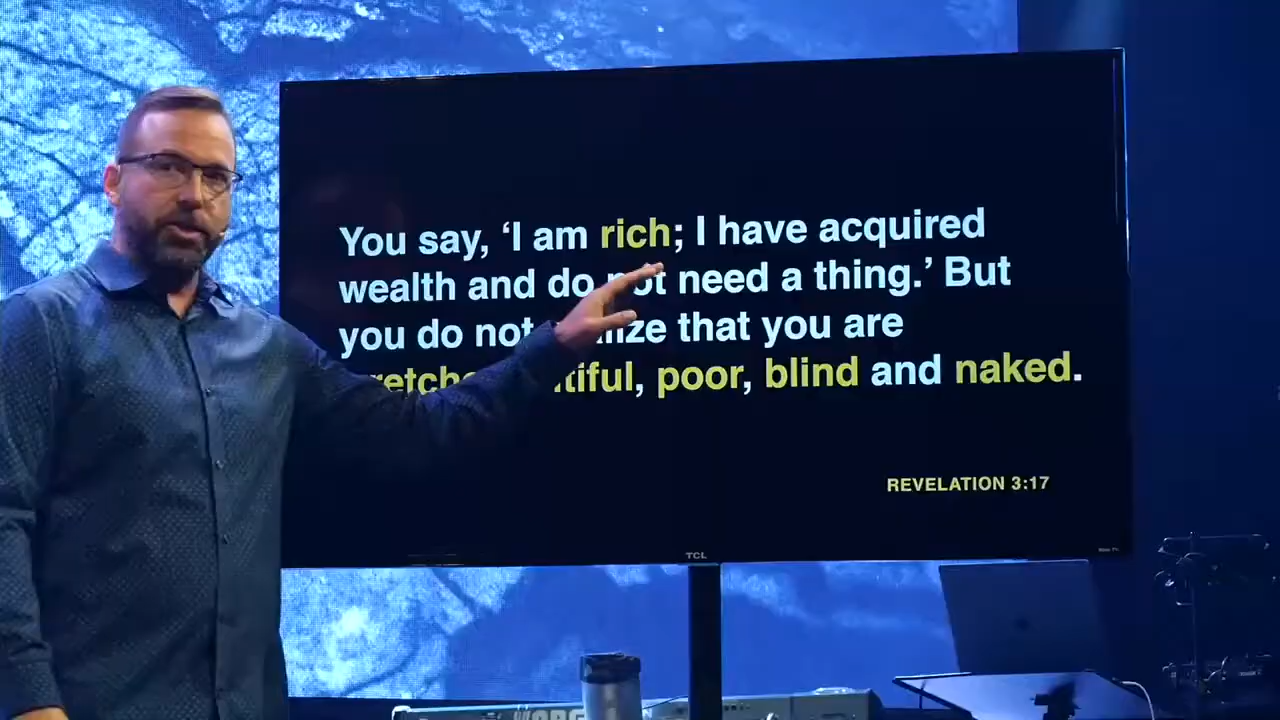 You say, ‘I am rich; I have acquired
wealth and do not need a thing.’ But
you do not that you are
poor, blind and naked.
REVELATION 3:17
TCL